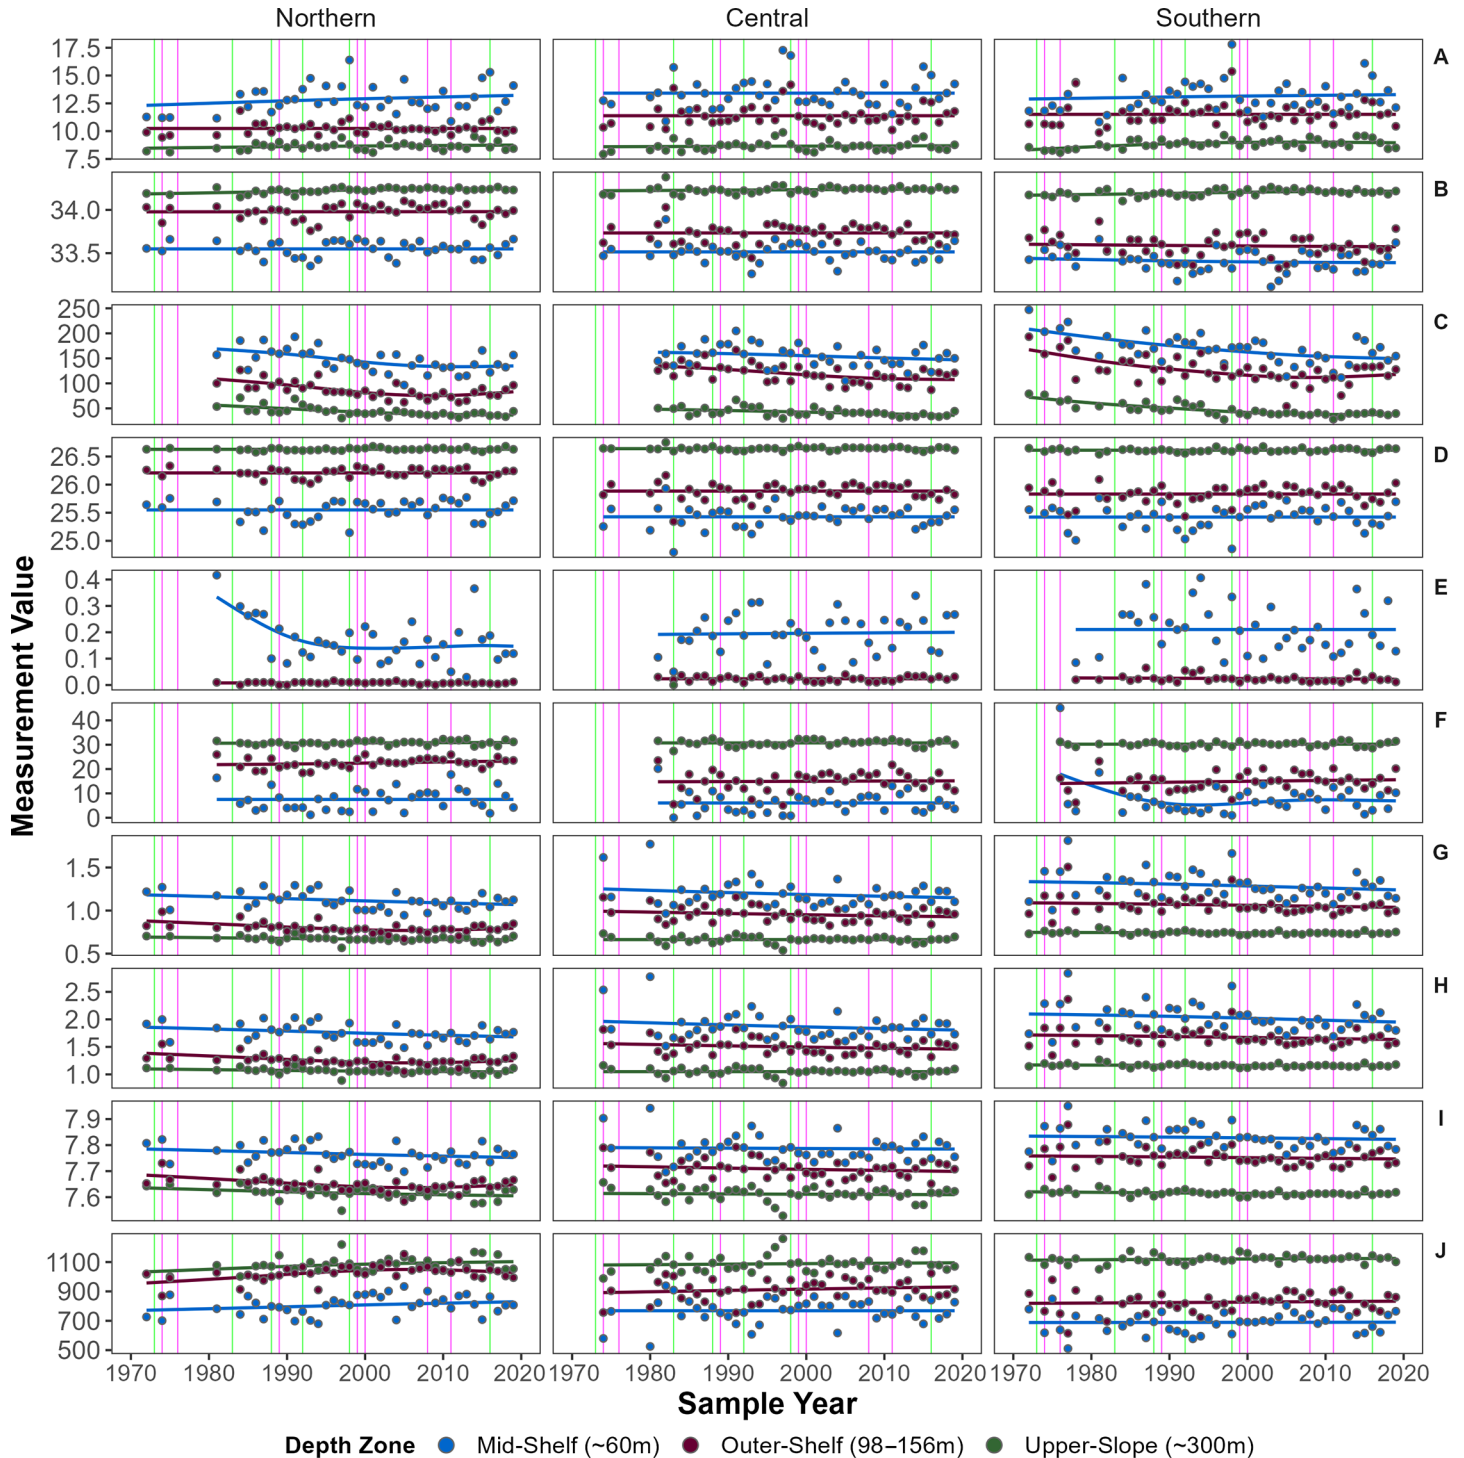 Northern Central Southern
17.5
15.0
12.5
10.0
7.5
A
34.0
33.5
B
250
200
150
100
50
C
26.5
26.0
25.5
25.0
D
0.4
0.3
0.2
0.1
0.0
E
40
30
20
10
0
F
1.5
1.0
0.5
G
2.5
2.0
1.5
1.0
H
7.9
7.8
7.7
7.6
I
1100
900
700
500
J
Measurement Value
1970 1980 1990 2000 2010 2020 1970 1980 1990 2000 2010 2020 1970 1980 1990 2000 2010 2020
Sample Year
Depth Zone Mid-Shelf (~60m) Outer-Shelf (98–156m) Upper-Slope (~300m)